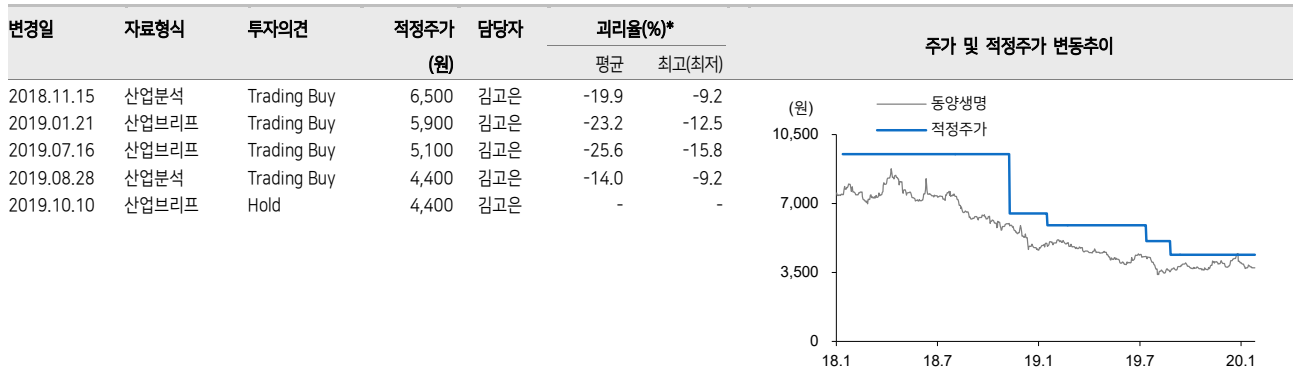 변경일 자료형식 투자의견 적정주가 담당자 괴리율(%)* 주가 및 적정주가 변동추이
(원) 평균 최고(최저)
2018.11.15 산업분석 Trading Buy 6,500 김고은 -19.9 -9.2
2019.01.21 산업브리프 Trading Buy 5,900 김고은 -23.2 -12.5
2019.07.16 산업브리프 Trading Buy 5,100 김고은 -25.6 -15.8
2019.08.28 산업분석 Trading Buy 4,400 김고은 -14.0 -9.2
2019.10.10 산업브리프 Hold 4,400 김고은 - -
(원)
동양생명
적정주가
10,500
7,000
3,500
0
18.1 18.7 19.1 19.7 20.1